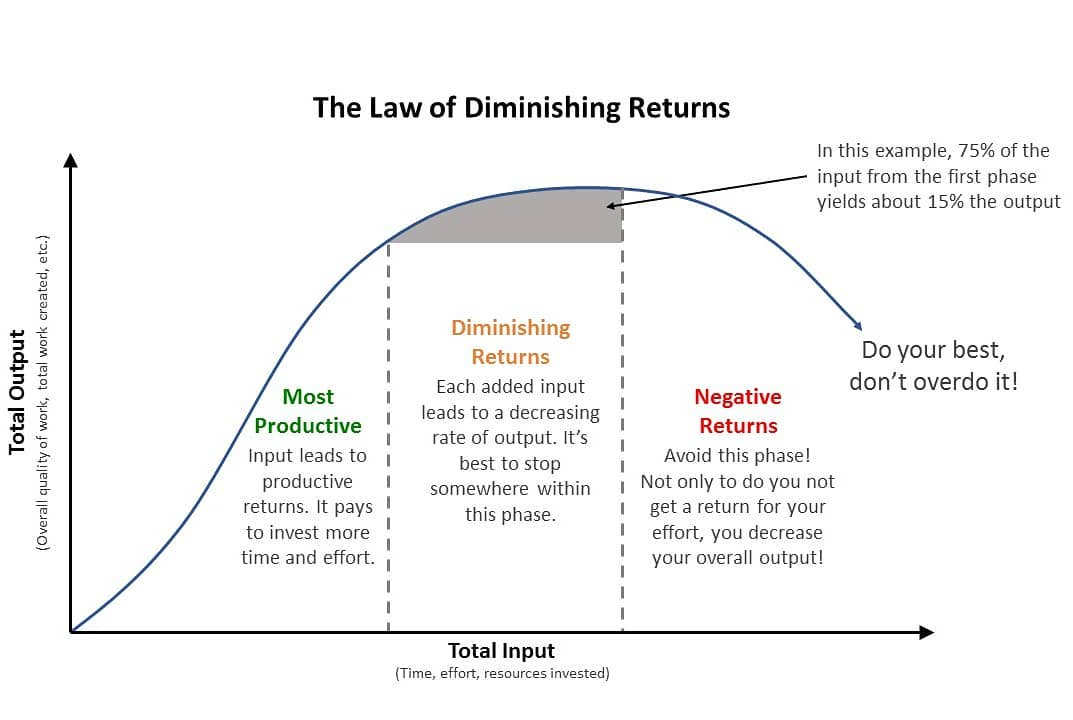 The Law of Diminishing Returns
In this example, 75% of the
input from the first phase
yields about 15% the output
Total Output
(Overall quality of work, total work created, etc.)
Most
Productive
Input leads to
productive
returns. It pays
to invest more
time and effort.
Diminishing
Returns
Each added input
leads to a decreasing
rate of output. It’s
best to stop
somewhere within
this phase.
Negative
Returns
Avoid this phase!
Not only to do you not
get a return for your
effort, you decrease
your overall output!
Do your best,
don’t overdo it!
Total Input
(Time, effort, resources invested)